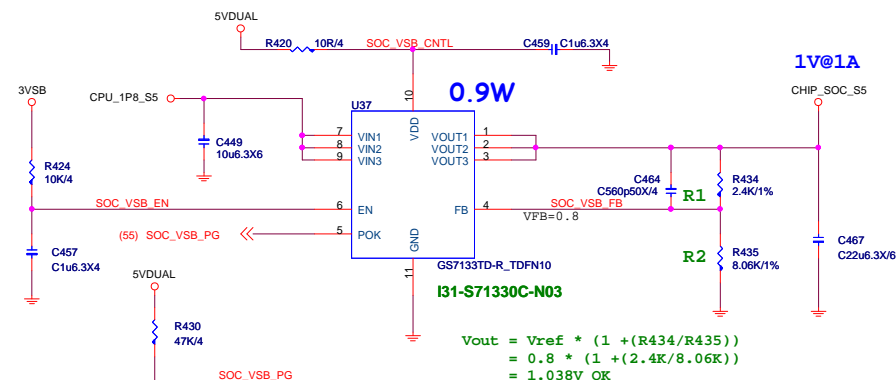 5VDUAL
R420 10R/4 SOC_VSB_CNTL C459 C1u6.3X4
1V@1A
3VSB
CPU_1P8_S5
0.9W
CHIP_SOC_S5
U37
10
VDD
7 VIN1 VOUT1 1
8 VIN2 VOUT2 2
9 VIN3 VOUT3 3
C449
10u6.3X6
R424
10K/4
C464
C560p50X/4
R1
R434
2.4K/1%
SOC_VSB_EN 6 EN FB 4 SOC_VSB_FB
VFB=0.8
(55) SOC_VSB_PG 5 POK
GND
11
C457
C1u6.3X4
R2
R435
8.06K/1%
C467
C22u6.3X/6
GS7133TD-R_TDFN10
I31-S71330C-N03
5VDUAL
R430
47K/4
SOC_VSB_PG
Vout = Vref * (1 +(R434/R435))
= 0.8 * (1 +(2.4K/8.06K))
= 1.038V OK